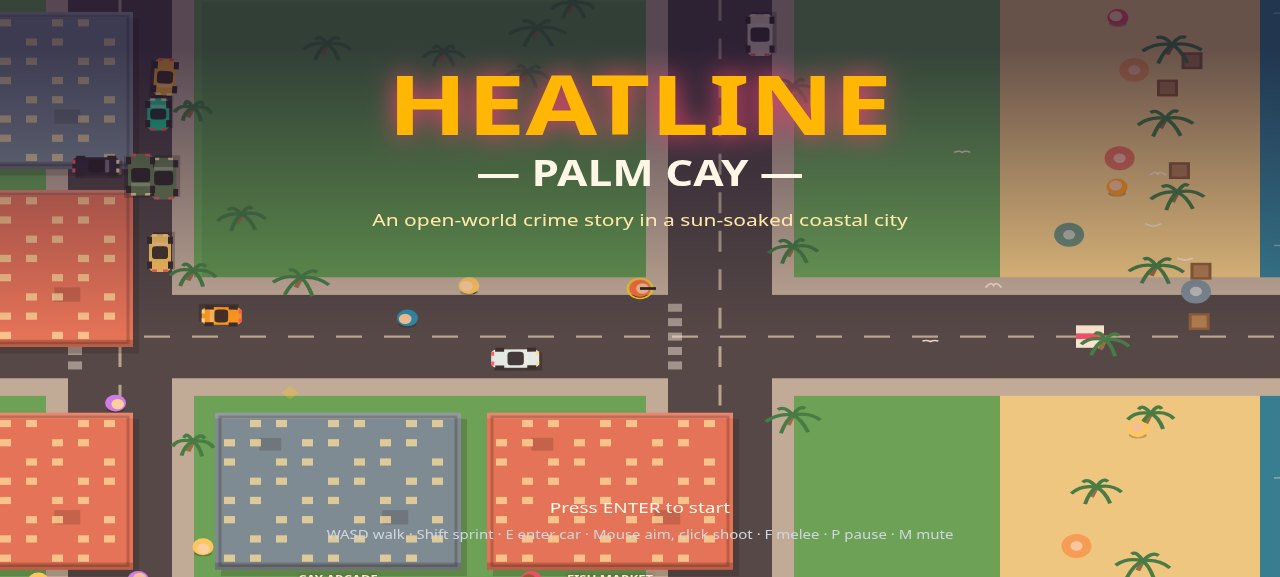 HEATLINE
— PALM CAY —
An open-world crime story in a sun-soaked coastal city
Press ENTER to start
WASD walk · Shift sprint · E enter car · Mouse aim, click shoot · F melee · P pause · M mute
CAY ARCADE
FISH MARKET